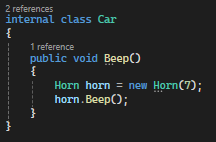 2 references
internal class Car
{
1 reference
public void Beep()
{
Horn horn = new Horn(7);
horn.Beep();
}
}